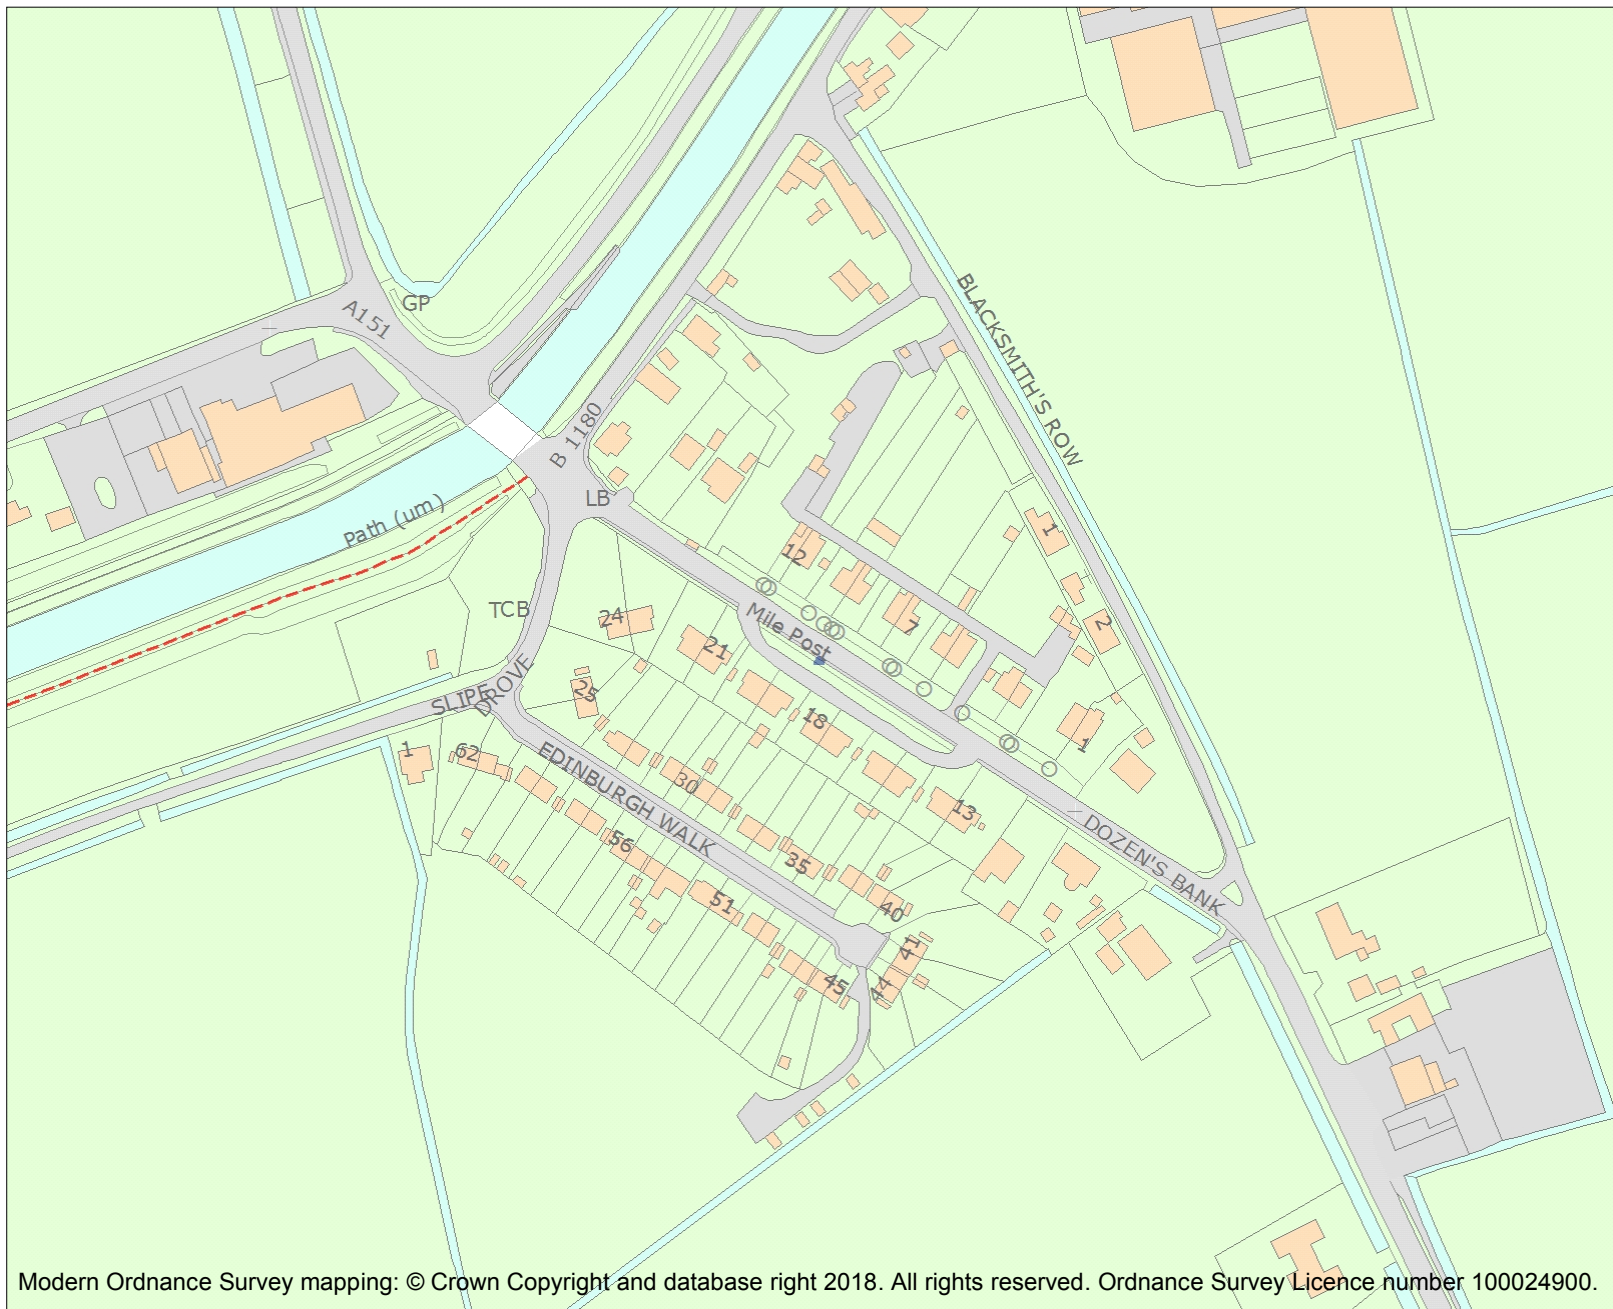 GP
A151
BLACKSMITH'S ROW
B 1180
LB
Path (um)
1
12
TCB
24
Mile Post
7
2
21
25
SLIPE
DROVE
18
1
1
62
EDINBURGH WALK
30
13
DOZEN'S BANK
56
35
51
40
41
45
44
Modern Ordnance Survey mapping: © Crown Copyright and database right 2018. All rights reserved. Ordnance Survey Licence number 100024900.